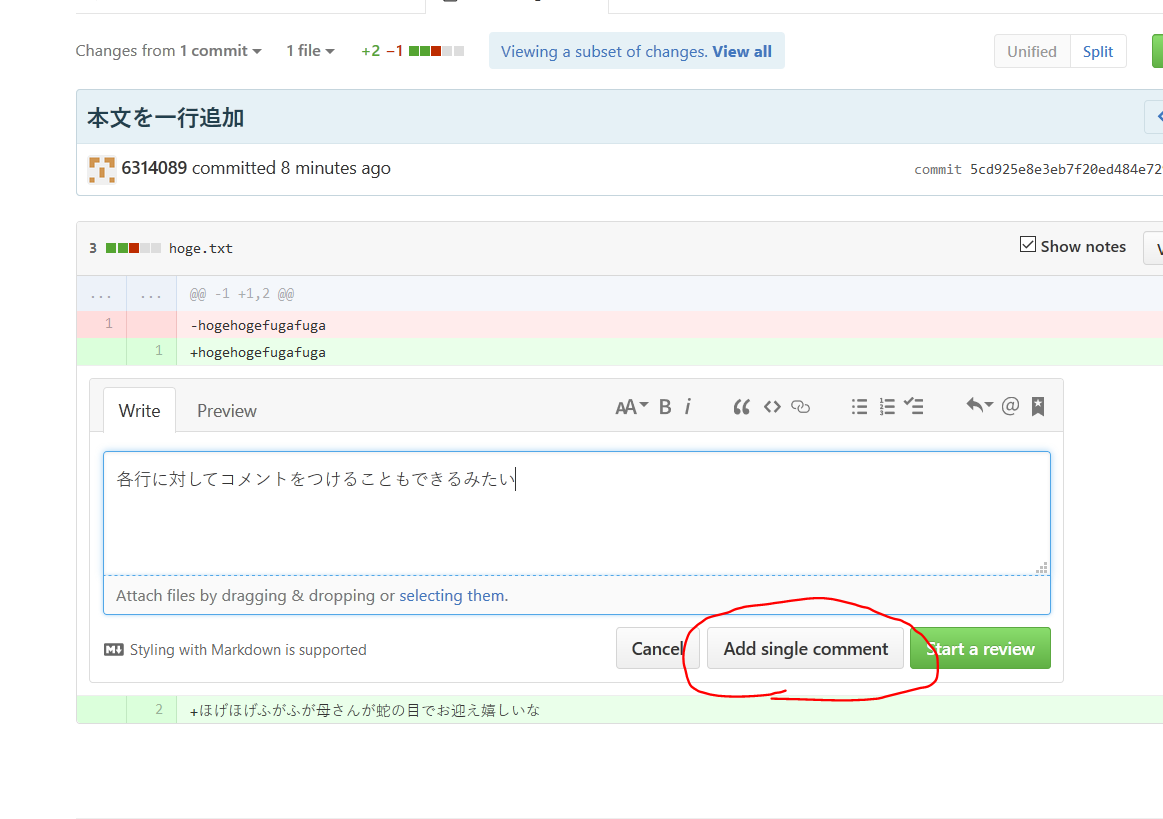 Changes from 1 commit 1 file +2 −1 Viewing a subset of changes. View all Unified Split
本文を一行追加
6314089 committed 8 minutes ago commit 5cd925e8e3eb7f20ed484e72
3 hoge.txt Show notes
... ... @@ -1 +1,2 @@
1 -hogehogefugafuga
1 +hogehogefugafuga
Write Preview AA B i
各行に対してコメントをつけることもできるみたい
Attach files by dragging & dropping or selecting them.
Styling with Markdown is supported Cancel Add single comment Start a review
2 +ほげほげふがふが母さんが蛇の目でお迎え嬉しいな